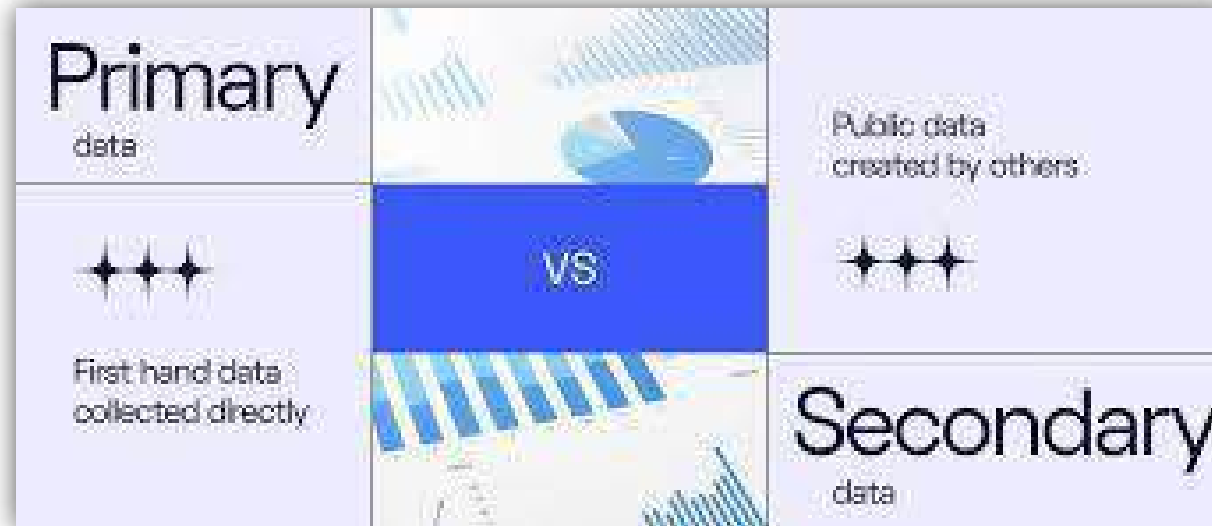 Primary
data
First hand data
collected directly
VS
Public data
created by others
Secondary
data